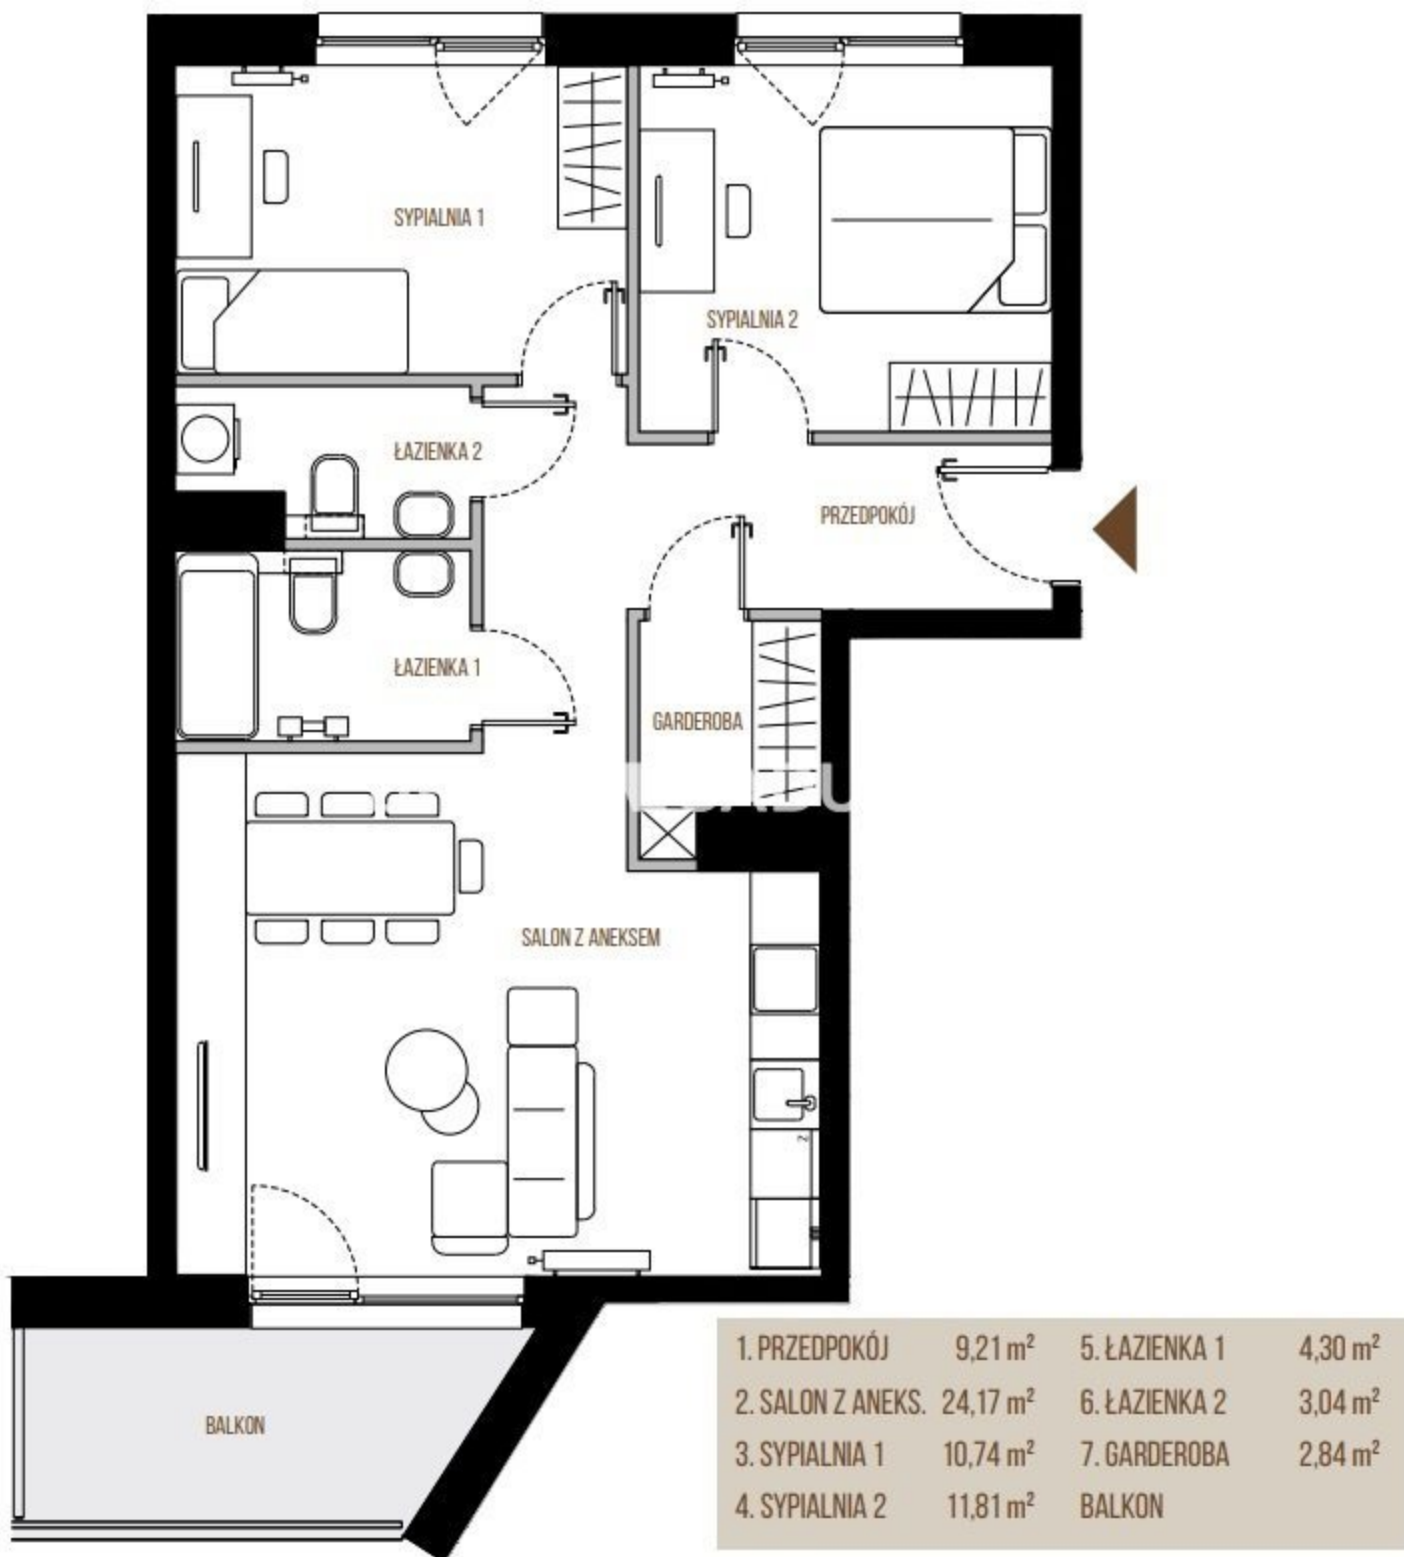 SYPIALNIA 1
SYPIALNIA 2
ŁAZIENKA 2
PRZEDPOKÓJ
ŁAZIENKA 1
GARDEROBA
SALON Z ANEKSEM
Z
BALKON
1. PRZEDPOKÓJ 9,21 m² 5. ŁAZIENKA 1 4,30 m²
2. SALON Z ANEKS. 24,17 m² 6. ŁAZIENKA 2 3,04 m²
3. SYPIALNIA 1 10,74 m² 7. GARDEROBA 2,84 m²
4. SYPIALNIA 2 11,81 m² BALKON